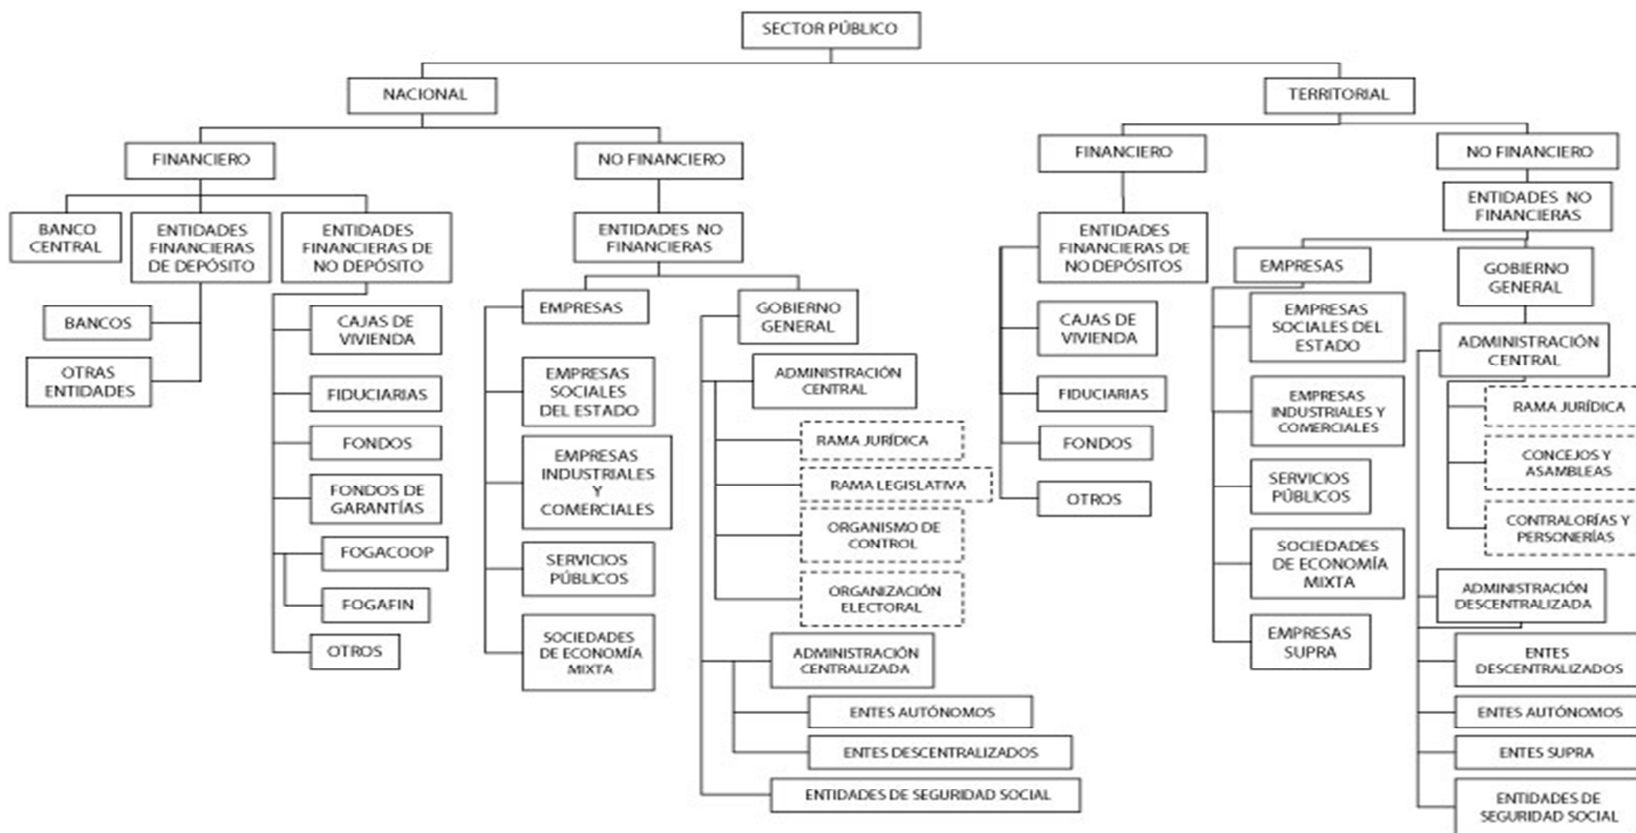 SECTOR PÚBLICO
NACIONAL
FINANCIERO
BANCO
CENTRAL
ENTIDADES
FINANCIERAS
DE DEPÓSITO
BANCOS
OTRAS
ENTIDADES
ENTIDADES
FINANCIERAS DE
NO DEPÓSITO
CAJAS DE
VIVIENDA
FIDUCIARIAS
FONDOS
FONDOS DE
GARANTÍAS
FOGACOOP
FOGAFIN
OTROS
NO FINANCIERO
ENTIDADES NO
FINANCIERAS
EMPRESAS
EMPRESAS
SOCIALES
DEL ESTADO
EMPRESAS
INDUSTRIALES
Y
COMERCIALES
SERVICIOS
PÚBLICOS
SOCIEDADES
DE ECONOMÍA
MIXTA
GOBIERNO
GENERAL
ADMINISTRACIÓN
CENTRAL
RAMA JURÍDICA
RAMA LEGISLATIVA
ORGANISMO DE
CONTROL
ORGANIZACIÓN
ELECTORAL
ADMINISTRACIÓN
CENTRALIZADA
ENTES AUTÓNOMOS
ENTES DESCENTRALIZADOS
ENTIDADES DE SEGURIDAD SOCIAL
TERRITORIAL
FINANCIERO
ENTIDADES
FINANCIERAS DE
NO DEPÓSITOS
CAJAS DE
VIVIENDA
FIDUCIARIAS
FONDOS
OTROS
NO FINANCIERO
ENTIDADES NO
FINANCIERAS
EMPRESAS
EMPRESAS
SOCIALES DEL
ESTADO
EMPRESAS
INDUSTRIALES Y
COMERCIALES
SERVICIOS
PÚBLICOS
SOCIEDADES
DE ECONOMÍA
MIXTA
EMPRESAS
SUPRA
GOBIERNO
GENERAL
ADMINISTRACIÓN
CENTRAL
RAMA JURÍDICA
CONCEJOS Y
ASAMBLEAS
CONTRALORÍAS Y
PERSONERÍAS
ADMINISTRACIÓN
DESCENTRALIZADA
ENTES
DESCENTRALIZADOS
ENTES AUTÓNOMOS
ENTES SUPRA
ENTIDADES DE
SEGURIDAD SOCIAL